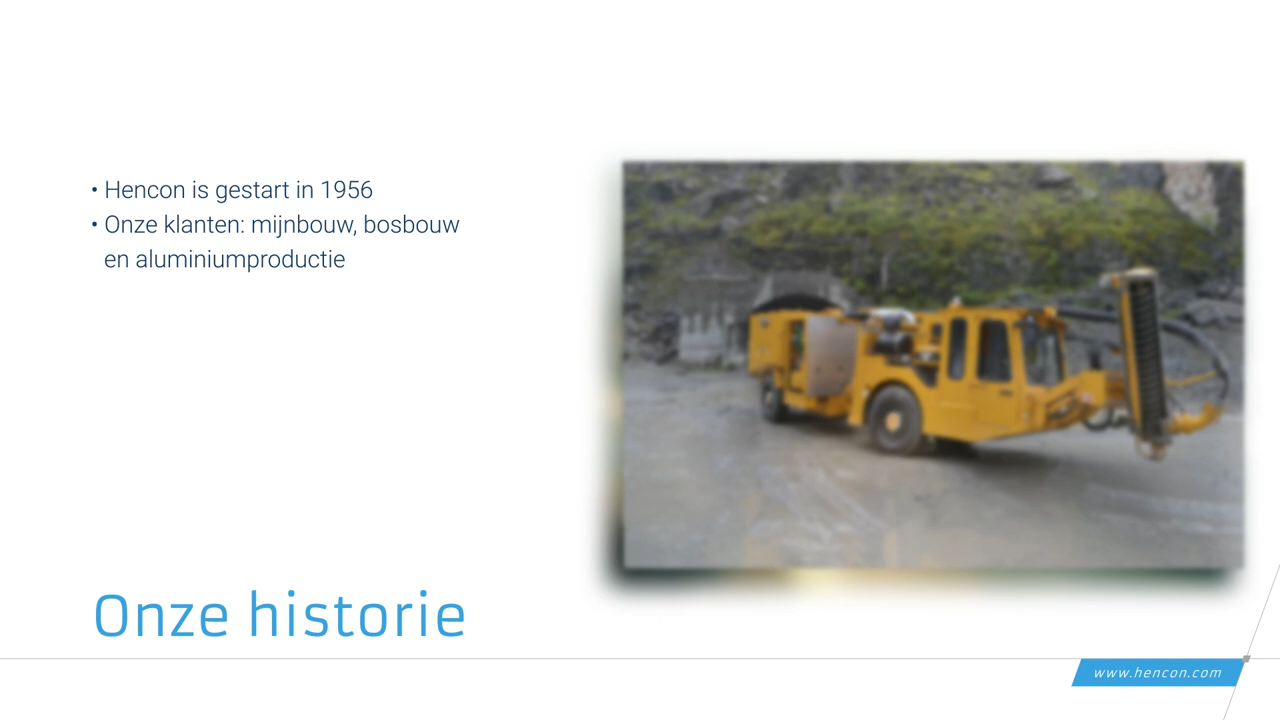 • Hencon is gestart in 1956
• Onze klanten: mijnbouw, bosbouw
en aluminiumproductie
Onze historie
www.hencon.com